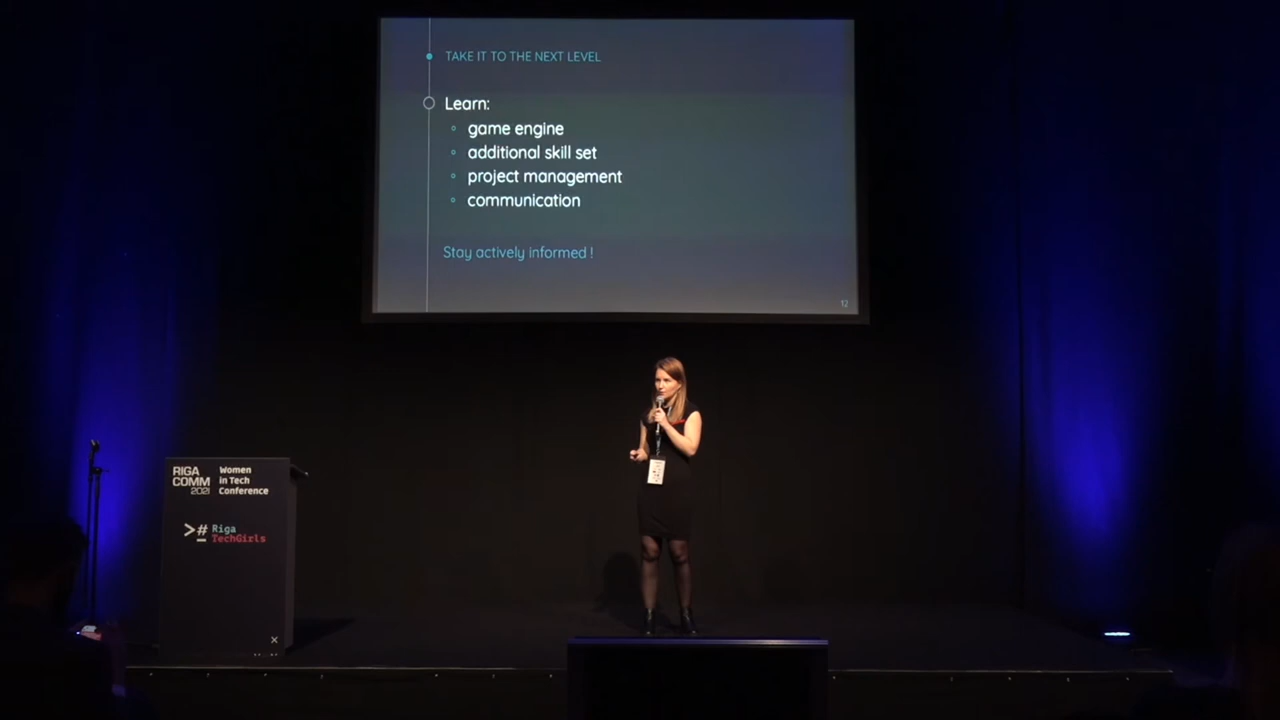 TAKE IT TO THE NEXT LEVEL
Learn:
game engine
additional skill set
project management
communication
Stay actively informed !
12
RIGA
COMM
2021
Women
in Tech
Conference
>#
Riga
TechGirls